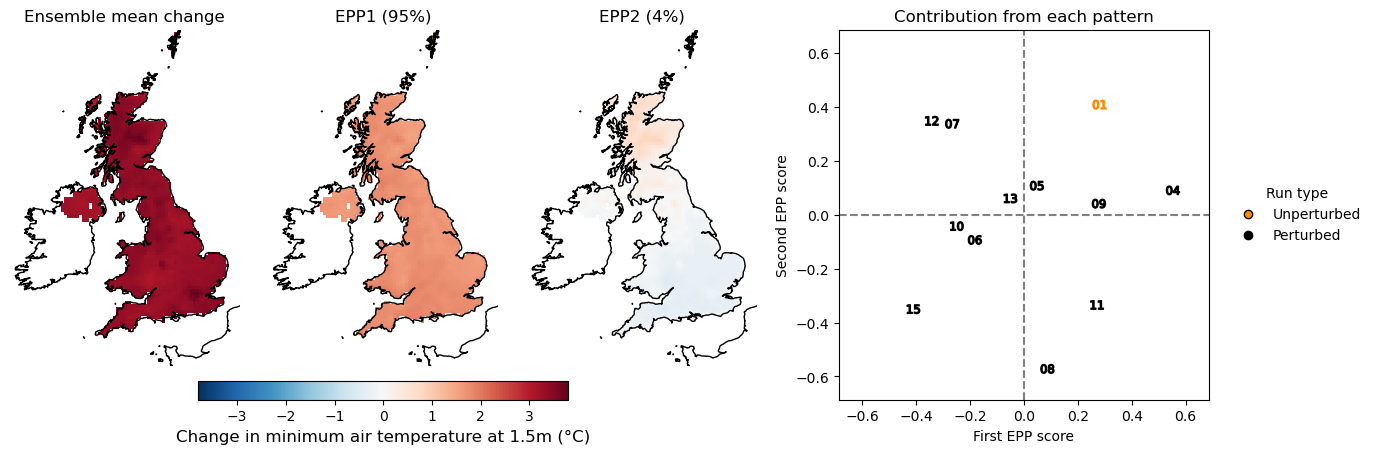 Ensemble mean change
EPP1 (95%)
EPP2 (4%)
−3 −2 −1 0 1 2 3
Change in minimum air temperature at 1.5m (°C)
Contribution from each pattern
Second EPP score
0.6
0.4
0.2
0.0
−0.2
−0.4
−0.6
01
12
07
05
04
13
09
10
06
15
11
08
−0.6 −0.4 −0.2 0.0 0.2 0.4 0.6
First EPP score
Run type
Unperturbed
Perturbed